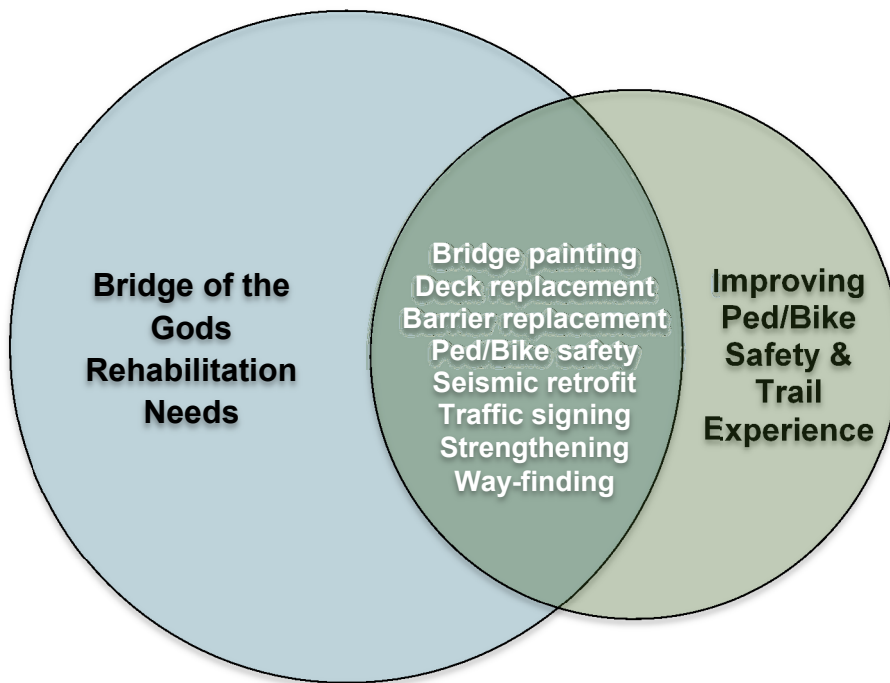 Bridge of the
Gods
Rehabilitation
Needs
Bridge painting
Deck replacement
Barrier replacement
Ped/Bike safety
Seismic retrofit
Traffic signing
Strengthening
Way-finding
Improving
Ped/Bike
Safety &
Trail
Experience